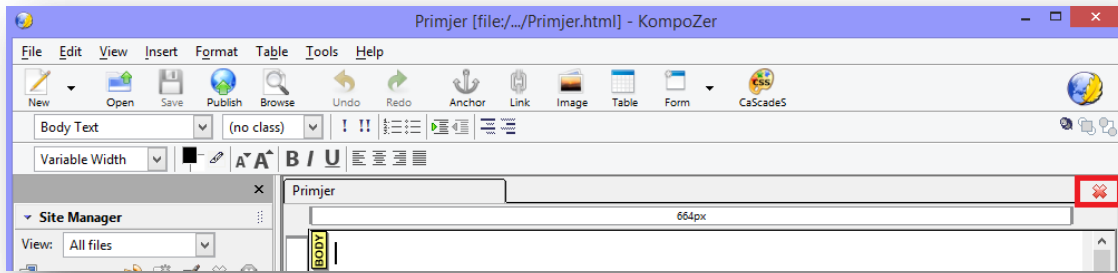 Primjer [file:/.../Primjer.html] - KompoZer
File Edit View Insert Format Table Tools Help
New Open Save Publish Browse Undo Redo Anchor Link Image Table Form CaScadeS
Body Text (no class) ! !!
Variable Width A A B I U
Primjer
Site Manager 664px
View: All files BODY